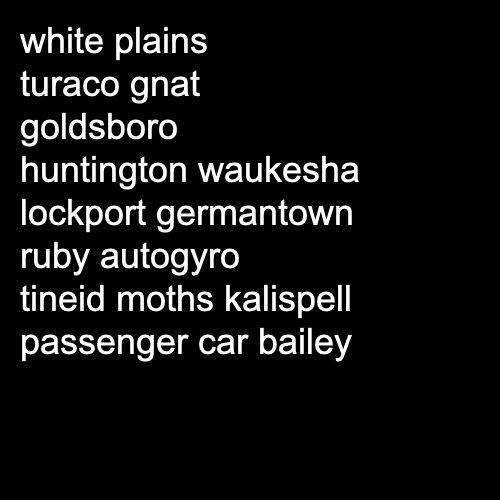 white plains
turaco gnat
goldsboro
huntington waukesha
lockport germantown
ruby autogyro
tineid moths kalispell
passenger car bailey